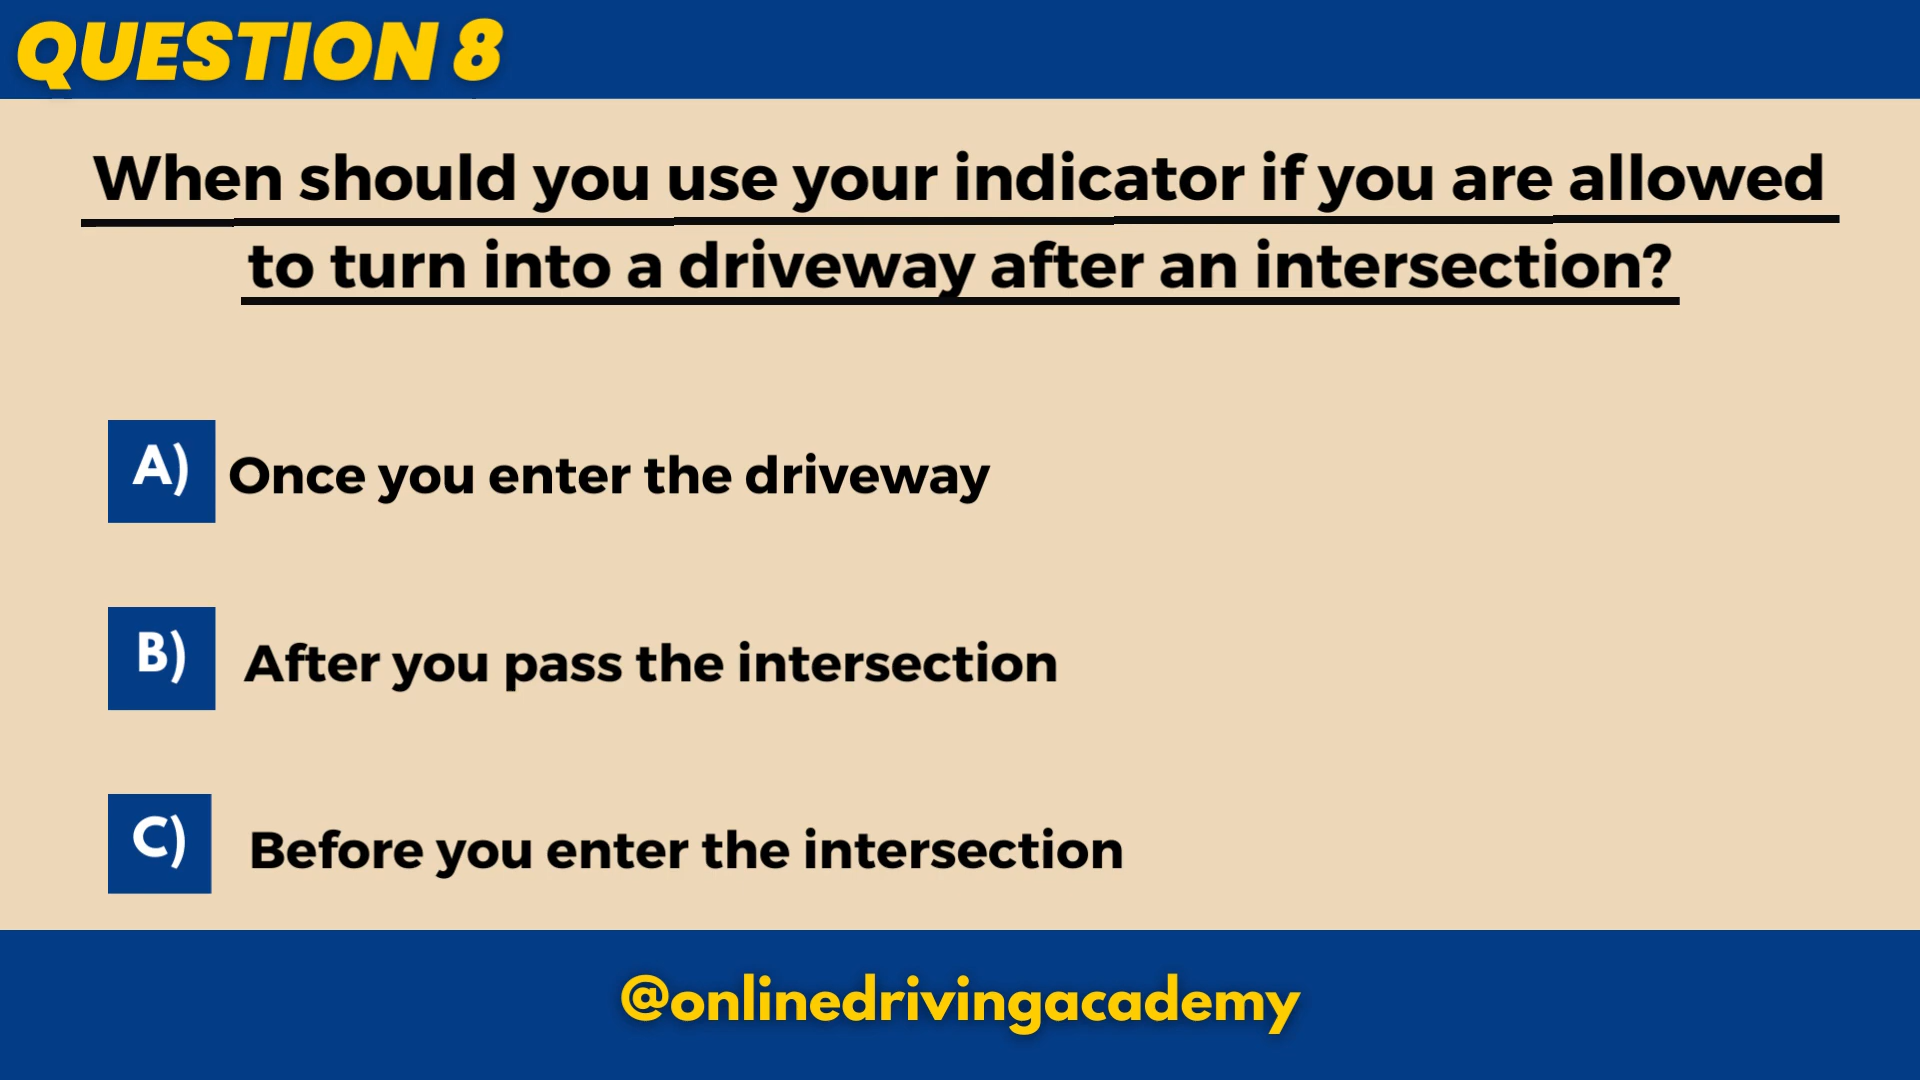 QUESTION 8
When should you use your indicator if you are allowed
to turn into a driveway after an intersection?
A) Once you enter the driveway
B) After you pass the intersection
C) Before you enter the intersection
@onlinedrivingacademy